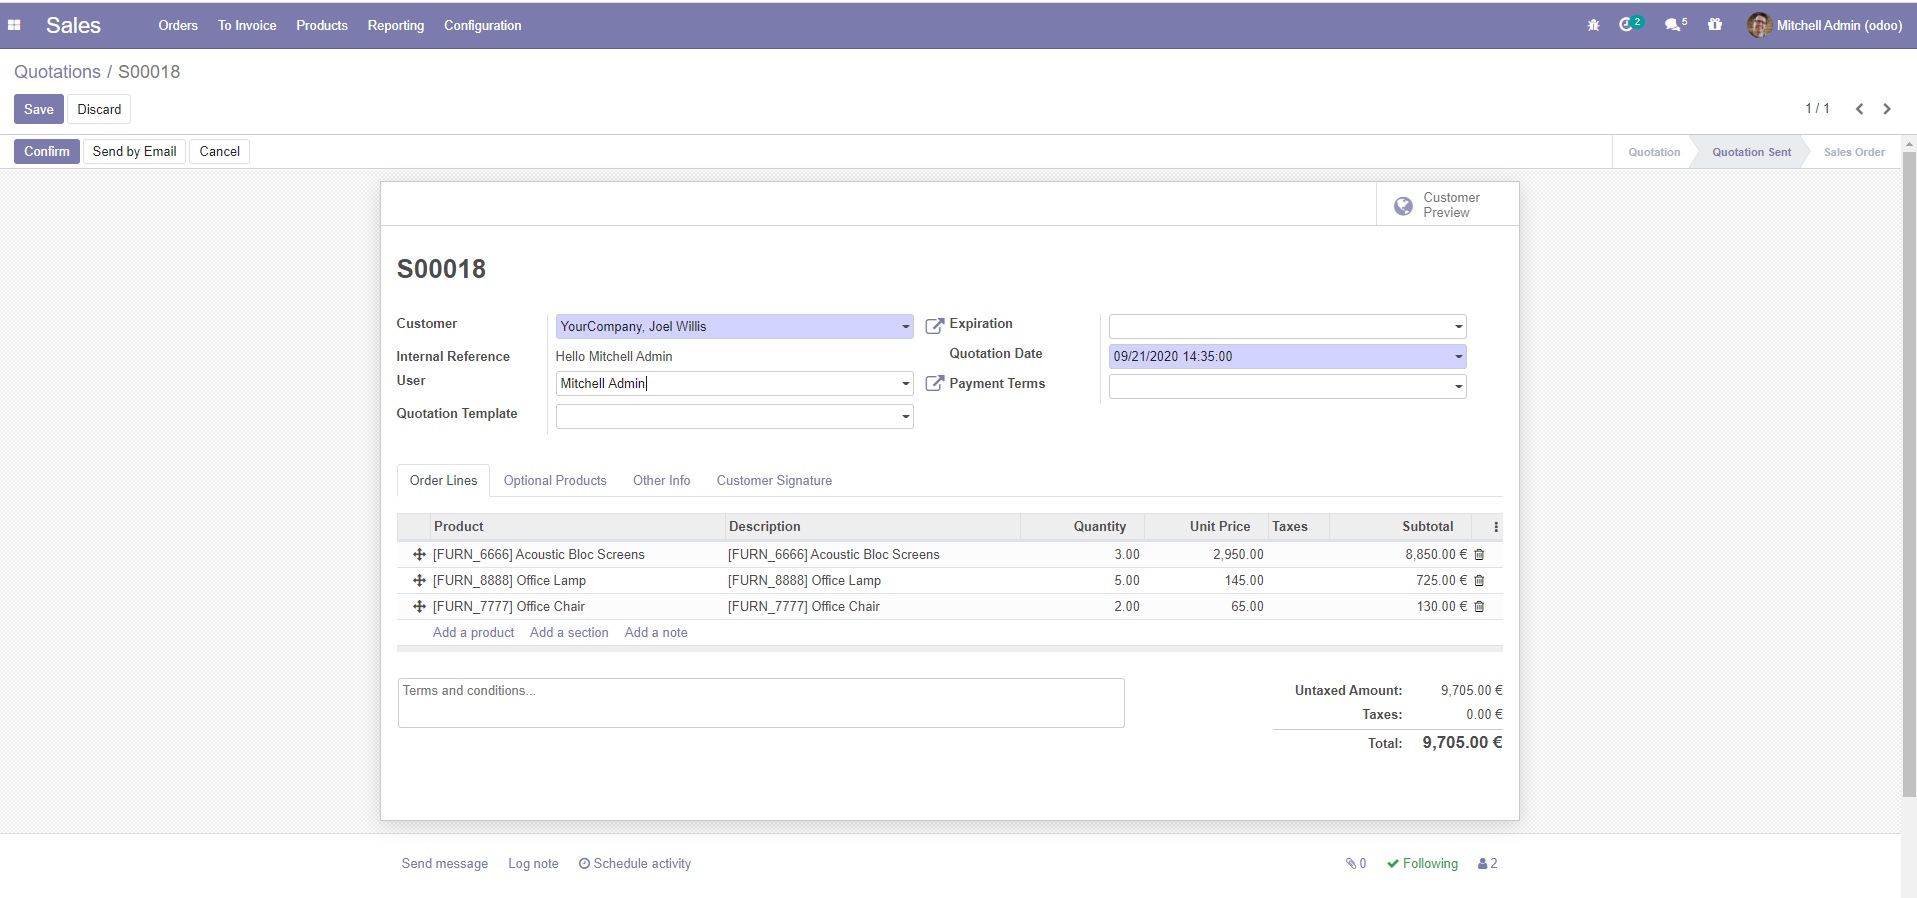 Sales Orders To Invoice Products Reporting Configuration 2 5 Mitchell Admin (odoo)
Quotations / S00018
Save Discard 1 / 1
Confirm Send by Email Cancel Quotation Quotation Sent Sales Order
Customer
Preview
S00018
Customer YourCompany, Joel Willis Expiration
Internal Reference Hello Mitchell Admin Quotation Date 09/21/2020 14:35:00
User Mitchell Admin Payment Terms
Quotation Template
Order Lines Optional Products Other Info Customer Signature
Product Description Quantity Unit Price Taxes Subtotal
[FURN_6666] Acoustic Bloc Screens [FURN_6666] Acoustic Bloc Screens 3.00 2,950.00 8,850.00 €
[FURN_8888] Office Lamp [FURN_8888] Office Lamp 5.00 145.00 725.00 €
[FURN_7777] Office Chair [FURN_7777] Office Chair 2.00 65.00 130.00 €
Add a product Add a section Add a note
Terms and conditions... Untaxed Amount: 9,705.00 €
Taxes: 0.00 €
Total: 9,705.00 €
Send message Log note Schedule activity 0 Following 2